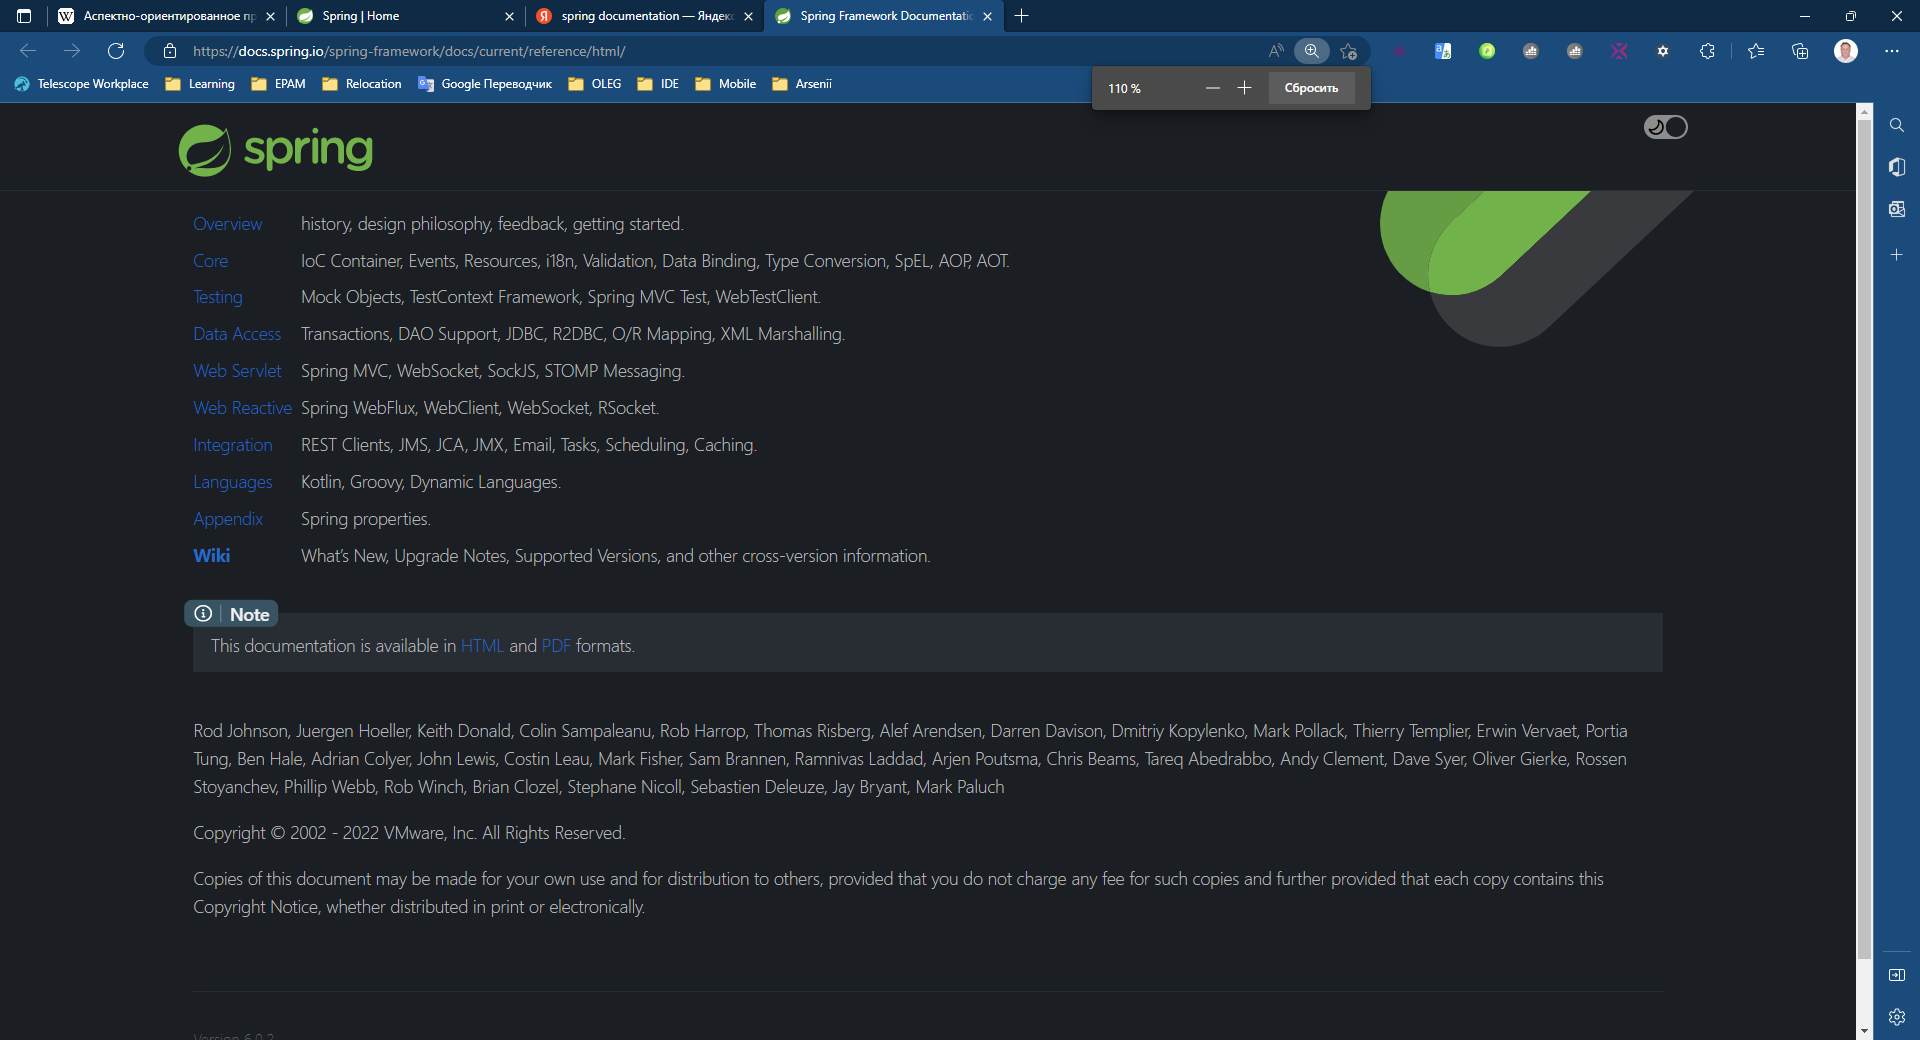 Аспектно-ориентированное пр
Spring | Home
spring documentation — Яндекс
Spring Framework Documentatio
https://docs.spring.io/spring-framework/docs/current/reference/html/
Telescope Workplace
Learning
EPAM
Relocation
Google Переводчик
OLEG
IDE
Mobile
Arsenii
110 %
Сбросить
spring
Overview history, design philosophy, feedback, getting started.
Core IoC Container, Events, Resources, i18n, Validation, Data Binding, Type Conversion, SpEL, AOP, AOT.
Testing Mock Objects, TestContext Framework, Spring MVC Test, WebTestClient.
Data Access Transactions, DAO Support, JDBC, R2DBC, O/R Mapping, XML Marshalling.
Web Servlet Spring MVC, WebSocket, SockJS, STOMP Messaging.
Web Reactive Spring WebFlux, WebClient, WebSocket, RSocket.
Integration REST Clients, JMS, JCA, JMX, Email, Tasks, Scheduling, Caching.
Languages Kotlin, Groovy, Dynamic Languages.
Appendix Spring properties.
Wiki What's New, Upgrade Notes, Supported Versions, and other cross-version information.
Note
This documentation is available in HTML and PDF formats.
Rod Johnson, Juergen Hoeller, Keith Donald, Colin Sampaleanu, Rob Harrop, Thomas Risberg, Alef Arendsen, Darren Davison, Dmitriy Kopylenko, Mark Pollack, Thierry Templier, Erwin Vervaet, Portia
Tung, Ben Hale, Adrian Colyer, John Lewis, Costin Leau, Mark Fisher, Sam Brannen, Ramnivas Laddad, Arjen Poutsma, Chris Beams, Tareq Abedrabbo, Andy Clement, Dave Syer, Oliver Gierke, Rossen
Stoyanchev, Phillip Webb, Rob Winch, Brian Clozel, Stephane Nicoll, Sebastien Deleuze, Jay Bryant, Mark Paluch
Copyright © 2002 - 2022 VMware, Inc. All Rights Reserved.
Copies of this document may be made for your own use and for distribution to others, provided that you do not charge any fee for such copies and further provided that each copy contains this
Copyright Notice, whether distributed in print or electronically.
Version 6.0.2